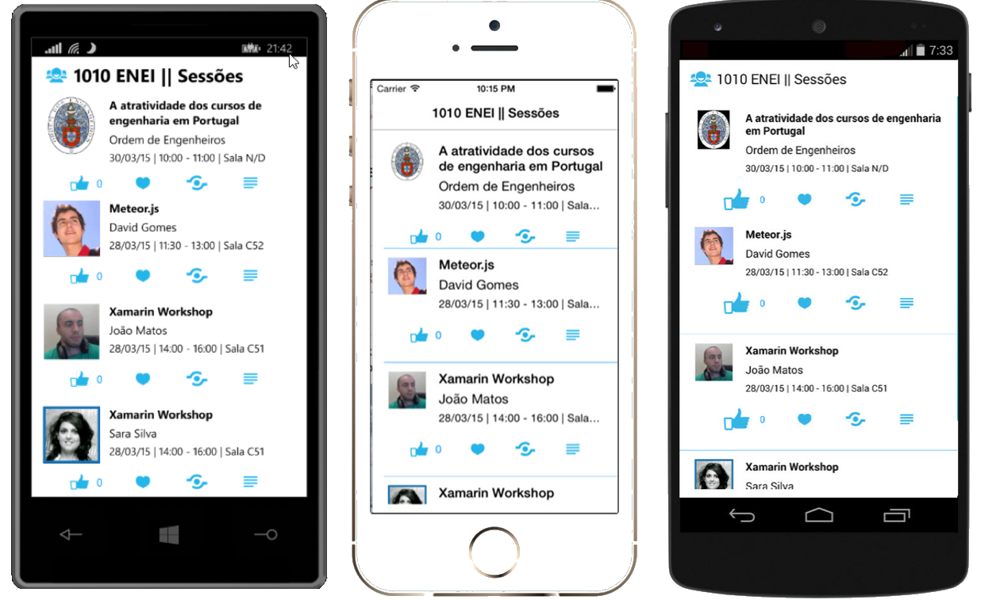 21:42
1010 ENEI || Sessões
A atratividade dos cursos de
engenharia em Portugal
Ordem de Engenheiros
30/03/15 | 10:00 - 11:00 | Sala N/D
0
Meteor.js
David Gomes
28/03/15 | 11:30 - 13:00 | Sala C52
0
Xamarin Workshop
João Matos
28/03/15 | 14:00 - 16:00 | Sala C51
0
Xamarin Workshop
Sara Silva
28/03/15 | 14:00 - 16:00 | Sala C51
0
Carrier
10:15 PM
1010 ENEI || Sessões
A atratividade dos cursos
de engenharia em Portugal
Ordem de Engenheiros
30/03/15 | 10:00 - 11:00 | Sala...
0
Meteor.js
David Gomes
28/03/15 | 11:30 - 13:00 | Sala...
0
Xamarin Workshop
João Matos
28/03/15 | 14:00 - 16:00 | Sala...
0
Xamarin Workshop
7:33
1010 ENEI || Sessões
A atratividade dos cursos de engenharia
em Portugal
Ordem de Engenheiros
30/03/15 | 10:00 - 11:00 | Sala N/D
0
Meteor.js
David Gomes
28/03/15 | 11:30 - 13:00 | Sala C52
0
Xamarin Workshop
João Matos
28/03/15 | 14:00 - 16:00 | Sala C51
0
Xamarin Workshop
Sara Silva